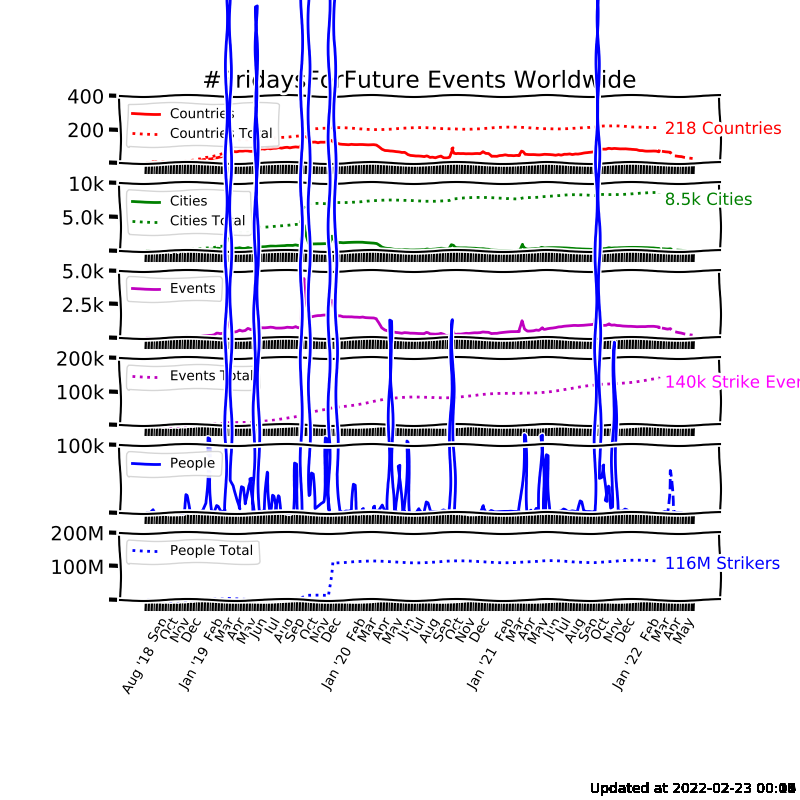 #FridaysForFuture Events Worldwide
400
200
Countries
Countries Total
218 Countries
10k
5.0k
Cities
Cities Total
8.5k Cities
5.0k
2.5k
Events
200k
100k
Events Total
140k Strike Even
100k
People
200M
100M
People Total
116M Strikers
Aug '18 Sep Oct Nov Dec Jan '19 Feb Mar Apr May Jun Jul Aug Sep Oct Nov Dec Jan '20 Feb Mar Apr May Jun Jul Aug Sep Oct Nov Dec Jan '21 Feb Mar Apr May Jun Jul Aug Sep Oct Nov Dec Jan '22 Feb Mar Apr May
Updated at 2022-02-23 00: